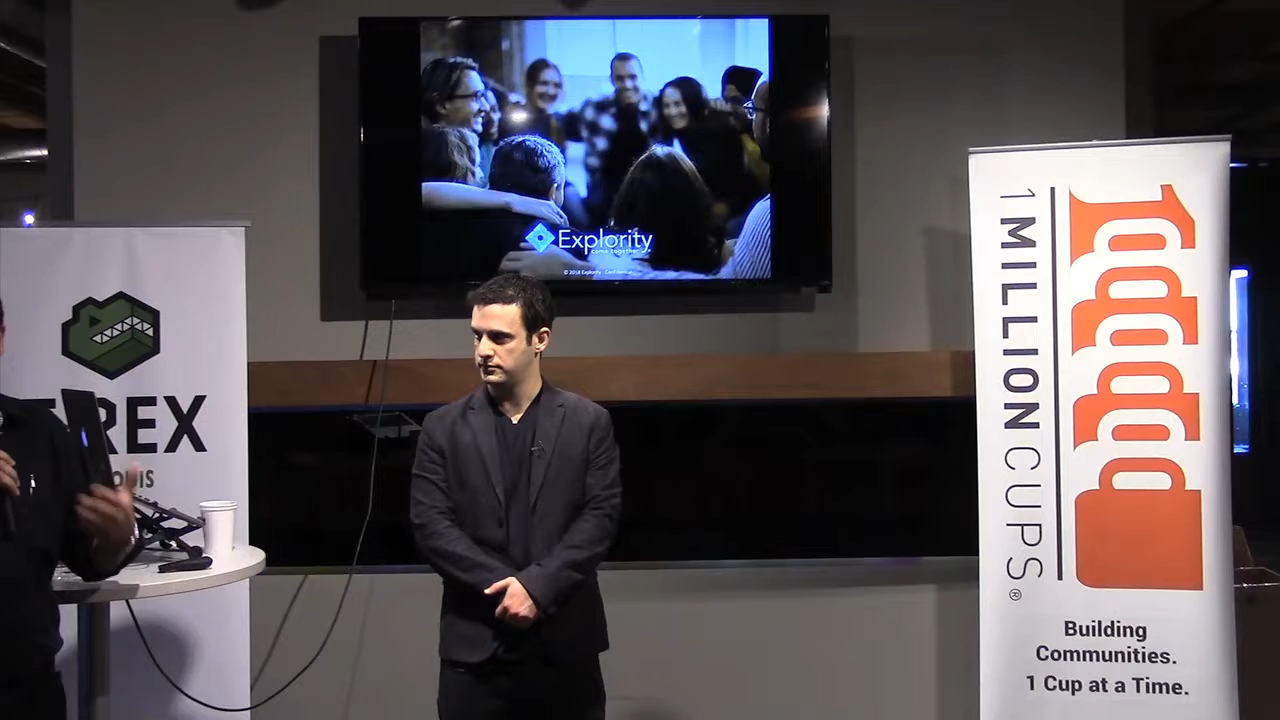 Explority
come together
© 2018 Explority
REX
1 MILLION CUPS®
Building
Communities.
1 Cup at a Time.